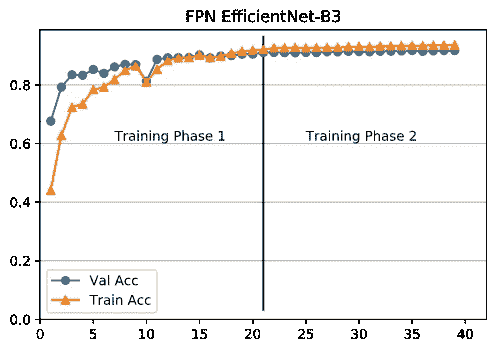 FPN EfficientNet-B3
0.8
Training Phase 1 Training Phase 2
0.6
0.4
0.2
Val Acc
Train Acc
0.0
0 5 10 15 20 25 30 35 40